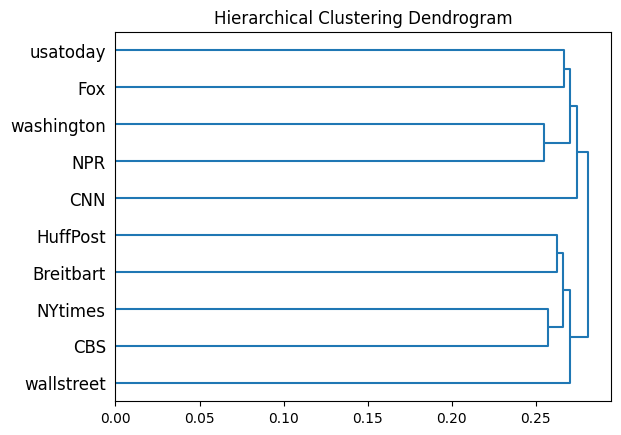 Hierarchical Clustering Dendrogram
usatoday
Fox
washington
NPR
CNN
HuffPost
Breitbart
NYtimes
CBS
wallstreet
0.00 0.05 0.10 0.15 0.20 0.25